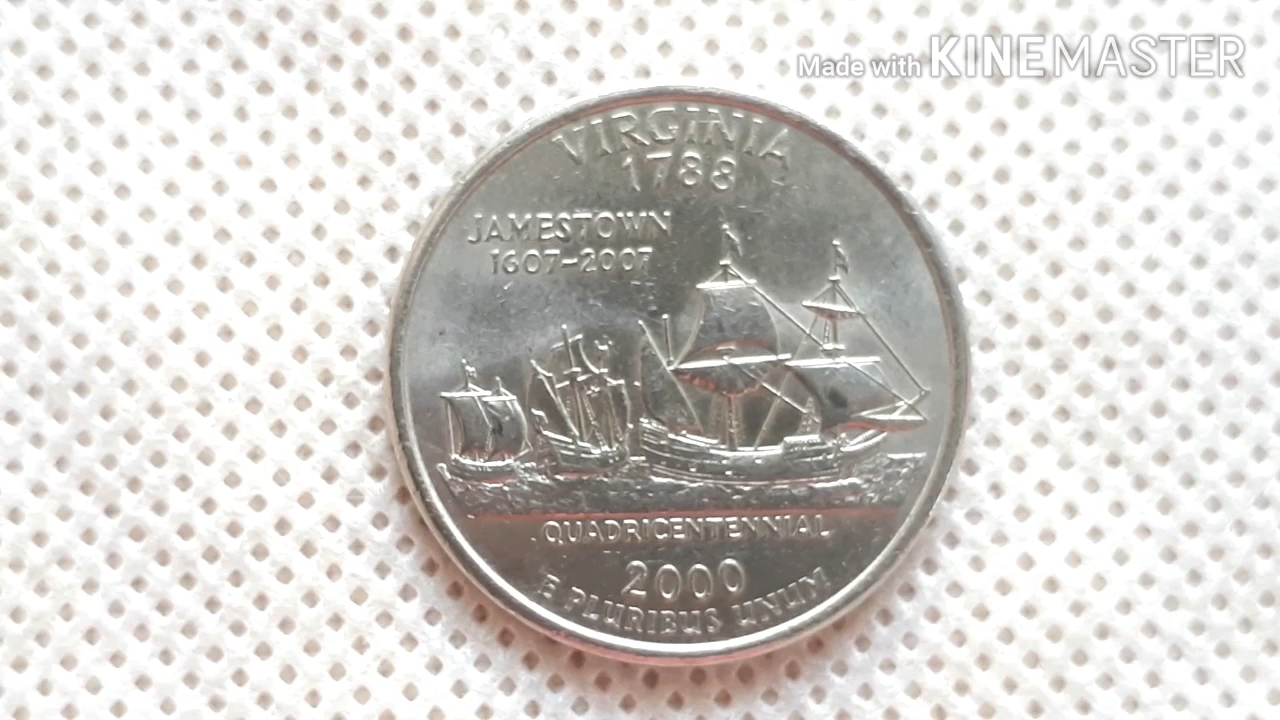 Made with KINEMASTER
VIRGINIA
1788
JAMESTOWN
1607-2007
QUADRICENTENNIAL
2000
E PLURIBUS UNUM